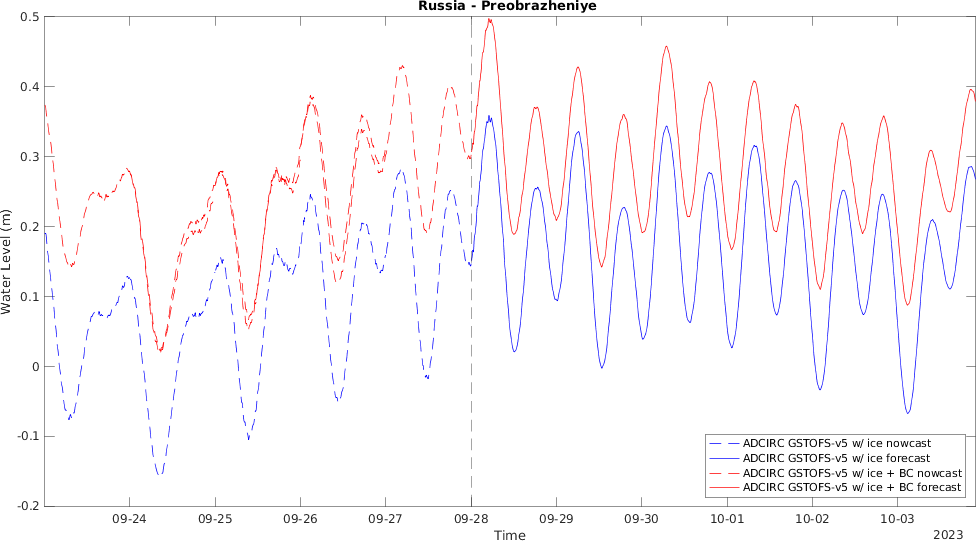 Russia - Preobrazheniye
0.5
0.4
0.3
0.2
0.1
0
-0.1
-0.2
Water Level (m)
ADCIRC GSTOFS-v5 w/ ice nowcast
ADCIRC GSTOFS-v5 w/ ice forecast
ADCIRC GSTOFS-v5 w/ ice + BC nowcast
ADCIRC GSTOFS-v5 w/ ice + BC forecast
09-24 09-25 09-26 09-27 09-28 09-29 09-30 10-01 10-02 10-03
Time
2023